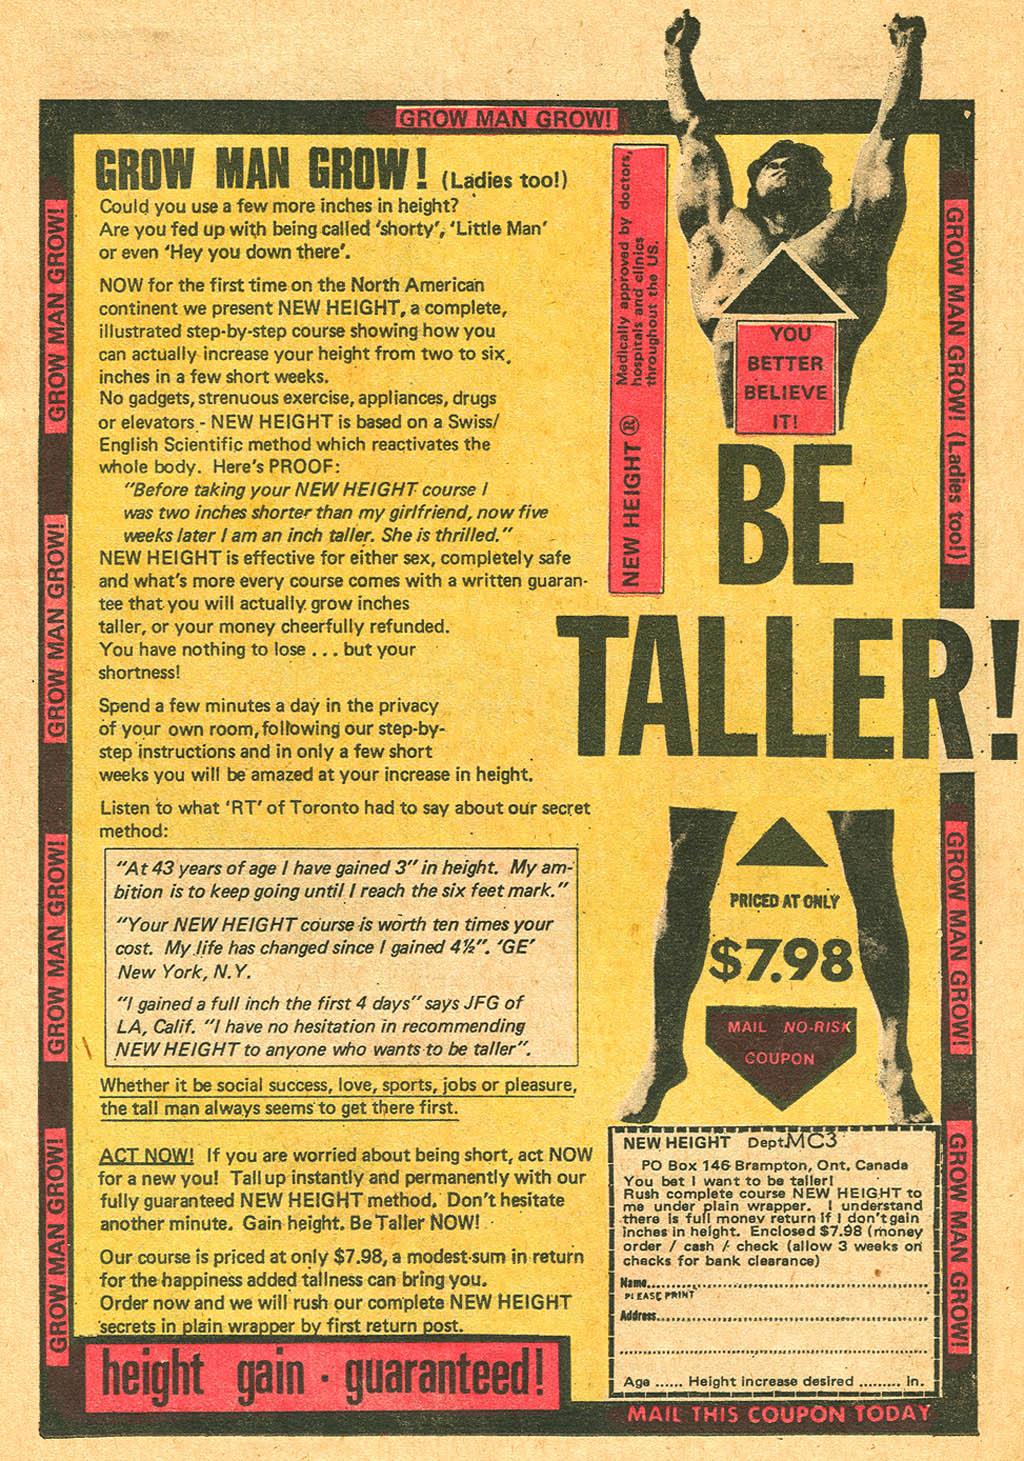 GROW MAN GROW!
GROW MAN GROW! (Ladies too!)
Could you use a few more inches in height?
Are you fed up with being called 'shorty', 'Little Man'
or even 'Hey you down there'.
NOW for the first time on the North American
continent we present NEW HEIGHT, a complete,
illustrated step-by-step course showing how you
can actually increase your height from two to six
inches in a few short weeks.
No gadgets, strenuous exercise, appliances, drugs
or elevators - NEW HEIGHT is based on a Swiss/
English Scientific method which reactivates the
whole body. Here's PROOF:
"Before taking your NEW HEIGHT course I
was two inches shorter than my girlfriend, now five
weeks later I am an inch taller. She is thrilled."
NEW HEIGHT is effective for either sex, completely safe
and what's more every course comes with a written guaran-
tee that you will actually grow inches
taller, or your money cheerfully refunded.
You have nothing to lose . . . but your
shortness!
Spend a few minutes a day in the privacy
of your own room, following our step-by-
step instructions and in only a few short
weeks you will be amazed at your increase in height.
Listen to what 'RT' of Toronto had to say about our secret
method:
"At 43 years of age I have gained 3" in height. My am-
bition is to keep going until I reach the six feet mark."
"Your NEW HEIGHT course is worth ten times your
cost. My life has changed since I gained 4½". 'GE'
New York, N.Y.
"I gained a full inch the first 4 days" says JFG of
LA, Calif. "I have no hesitation in recommending
NEW HEIGHT to anyone who wants to be taller".
Whether it be social success, love, sports, jobs or pleasure,
the tall man always seems to get there first.
ACT NOW! If you are worried about being short, act NOW
for a new you! Tall up instantly and permanently with our
fully guaranteed NEW HEIGHT method. Don't hesitate
another minute. Gain height. Be Taller NOW!
Our course is priced at only $7.98, a modest sum in return
for the happiness added tallness can bring you.
Order now and we will rush our complete NEW HEIGHT
secrets in plain wrapper by first return post.
height gain · guaranteed!
GROW MAN GROW!
GROW MAN GROW!
GROW MAN GROW!
GROW MAN GROW!
NEW HEIGHT ®
Medically approved by doctors,
hospitals and clinics
throughout the US.
YOU
BETTER
BELIEVE
IT!
BE
TALLER!
PRICED AT ONLY
$7.98
MAIL NO-RISK
COUPON
GROW MAN GROW! (Ladies too!)
GROW MAN GROW!
GROW MAN GROW!
NEW HEIGHT Dept. MC3
PO Box 146 Brampton, Ont. Canada
You bet I want to be taller!
Rush complete course NEW HEIGHT to
me under plain wrapper. I understand
there is full money return if I don't gain
inches in height. Enclosed $7.98 (money
order / cash / check (allow 3 weeks on
checks for bank clearance)
Name
PLEASE PRINT
Address
Age ...... Height increase desired ......... in.
MAIL THIS COUPON TODAY